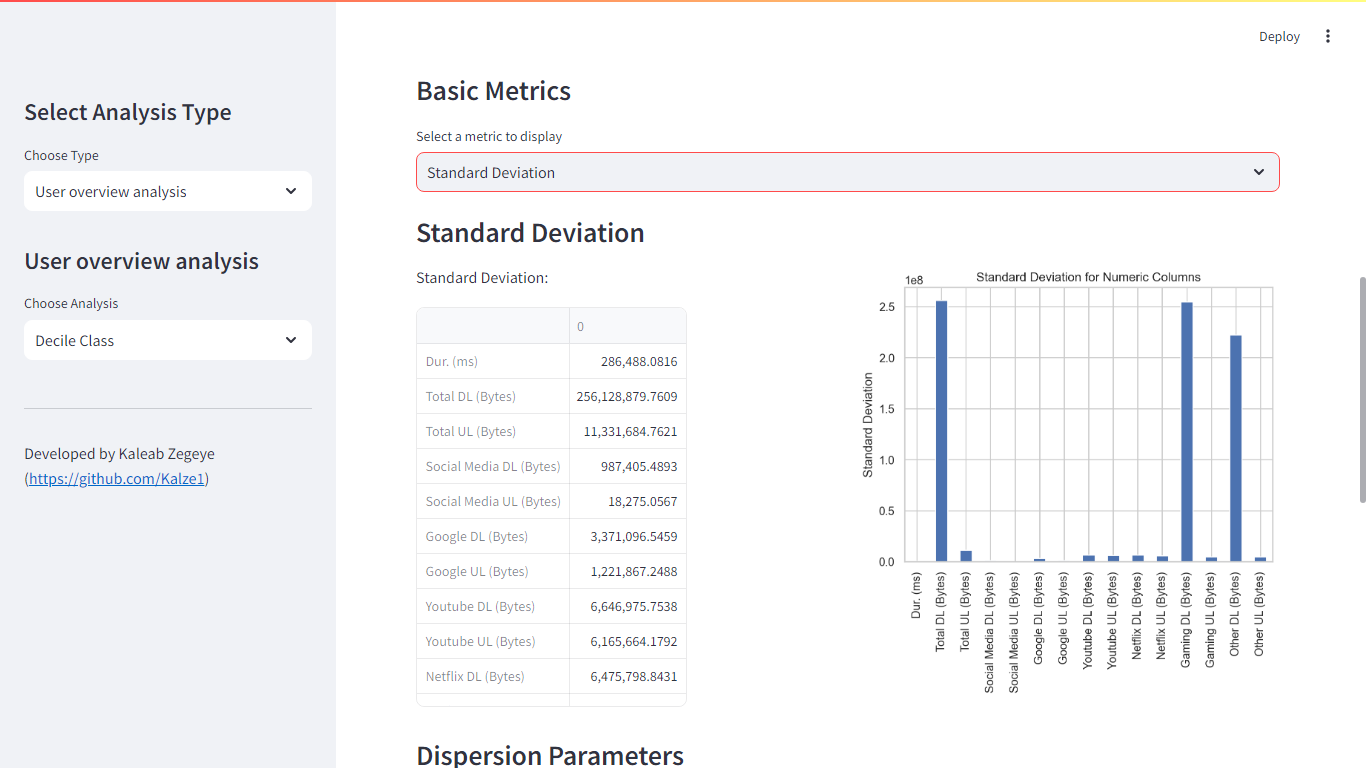 Deploy
Select Analysis Type
Choose Type
User overview analysis
User overview analysis
Choose Analysis
Decile Class
Developed by Kaleab Zegeye
(https://github.com/Kalze1)
Basic Metrics
Select a metric to display
Standard Deviation
Standard Deviation
Standard Deviation:
0
Dur. (ms) 286,488.0816
Total DL (Bytes) 256,128,879.7609
Total UL (Bytes) 11,331,684.7621
Social Media DL (Bytes) 987,405.4893
Social Media UL (Bytes) 18,275.0567
Google DL (Bytes) 3,371,096.5459
Google UL (Bytes) 1,221,867.2488
Youtube DL (Bytes) 6,646,975.7538
Youtube UL (Bytes) 6,165,664.1792
Netflix DL (Bytes) 6,475,798.8431
1e8
Standard Deviation for Numeric Columns
Standard Deviation
2.5
2.0
1.5
1.0
0.5
0.0
Dur. (ms)
Total DL (Bytes)
Total UL (Bytes)
Social Media DL (Bytes)
Social Media UL (Bytes)
Google DL (Bytes)
Google UL (Bytes)
Youtube DL (Bytes)
Youtube UL (Bytes)
Netflix DL (Bytes)
Netflix UL (Bytes)
Gaming DL (Bytes)
Gaming UL (Bytes)
Other DL (Bytes)
Other UL (Bytes)
Dispersion Parameters